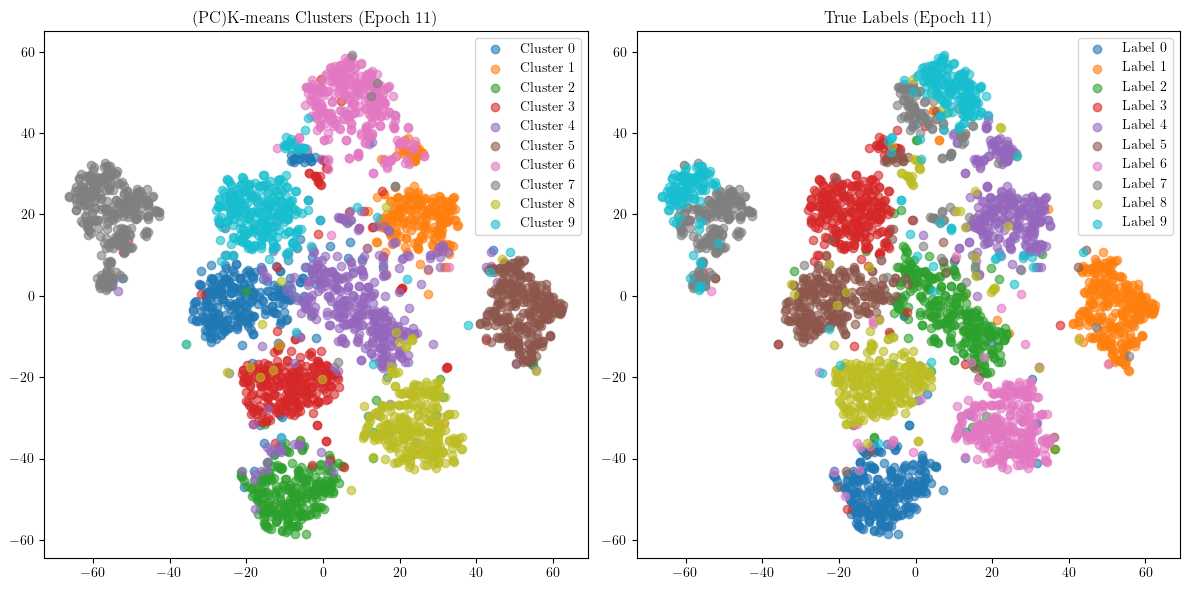 (PC)K-means Clusters (Epoch 11)
60
40
20
0
−20
−40
−60
−60
−40
−20
0
20
40
60
Cluster 0
Cluster 1
Cluster 2
Cluster 3
Cluster 4
Cluster 5
Cluster 6
Cluster 7
Cluster 8
Cluster 9
True Labels (Epoch 11)
60
40
20
0
−20
−40
−60
−60
−40
−20
0
20
40
60
Label 0
Label 1
Label 2
Label 3
Label 4
Label 5
Label 6
Label 7
Label 8
Label 9